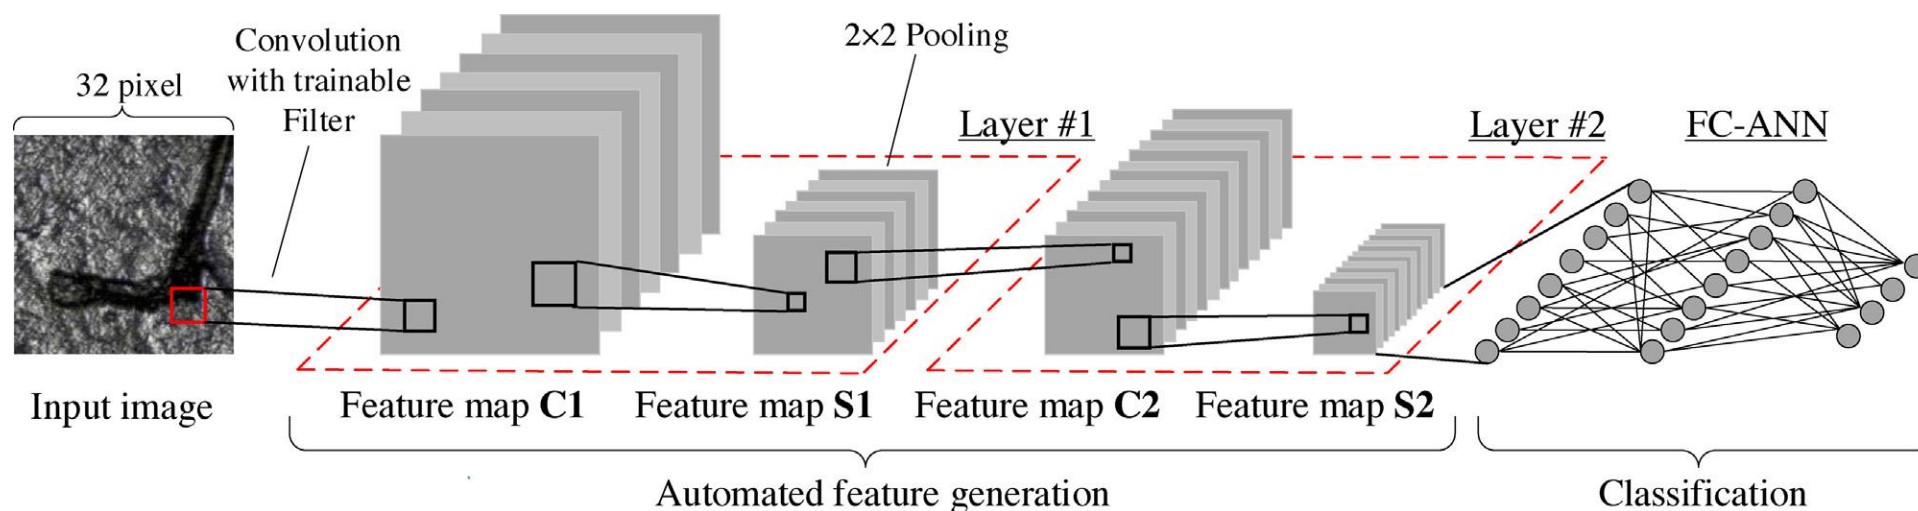 32 pixel
Convolution
with trainable
Filter
2×2 Pooling
Layer #1
Layer #2
FC-ANN
Input image
Feature map C1
Feature map S1
Feature map C2
Feature map S2
Automated feature generation
Classification